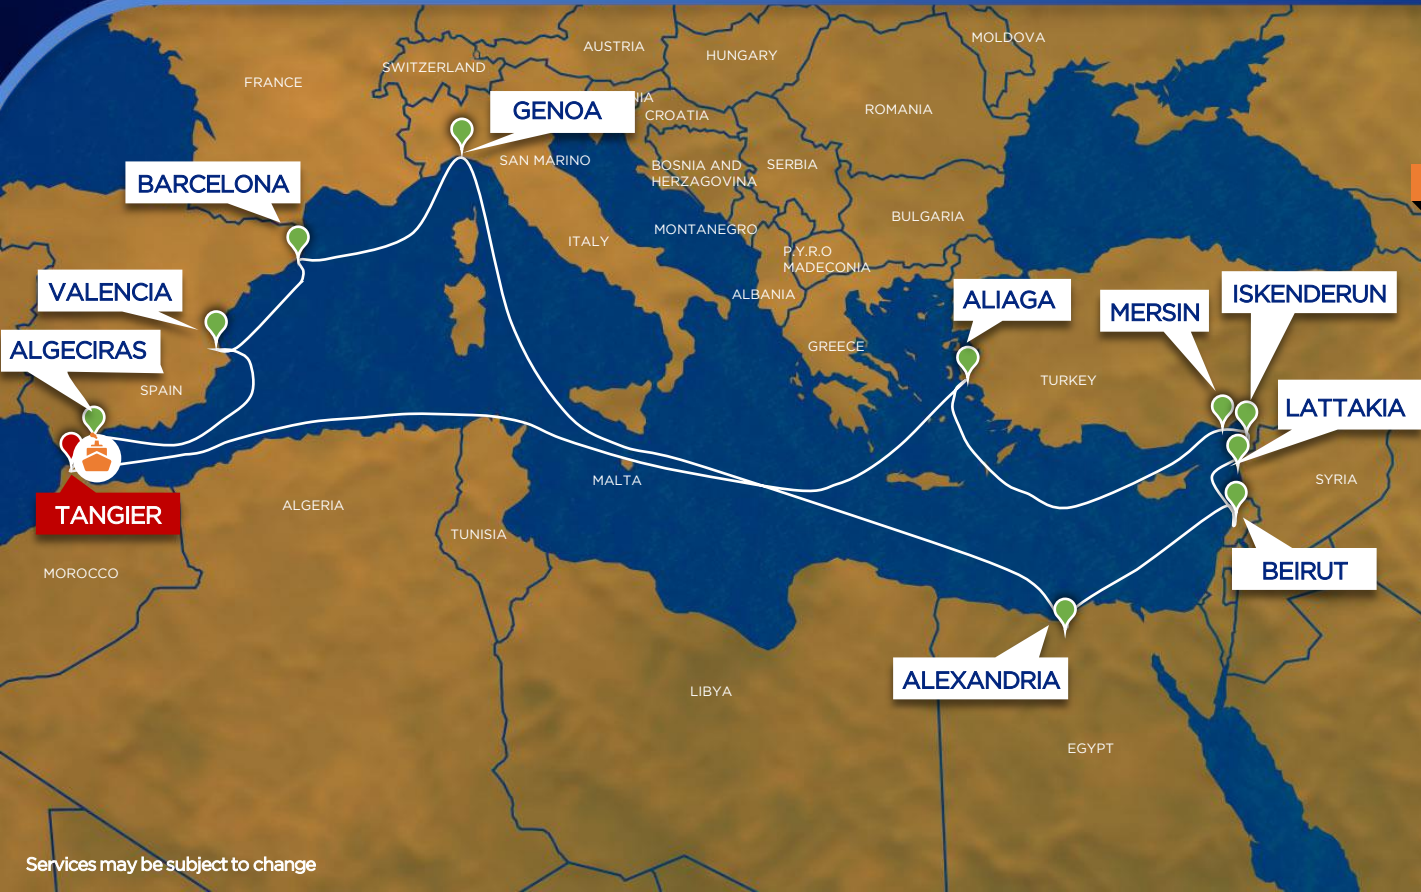 MOLDOVA
AUSTRIA
HUNGARY
SWITZERLAND
FRANCE
GENOA
CROATIA
ROMANIA
SAN MARINO
BOSNIA AND
HERZAGOVINA
SERBIA
BARCELONA
BULGARIA
MONTANEGRO
ITALY
P.Y.R.O
MADECONIA
ALBANIA
VALENCIA
ALIAGA
MERSIN
ISKENDERUN
ALGECIRAS
GREECE
SPAIN
TURKEY
LATTAKIA
MALTA
SYRIA
ALGERIA
TANGIER
TUNISIA
MOROCCO
BEIRUT
ALEXANDRIA
LIBYA
EGYPT
Services may be subject to change